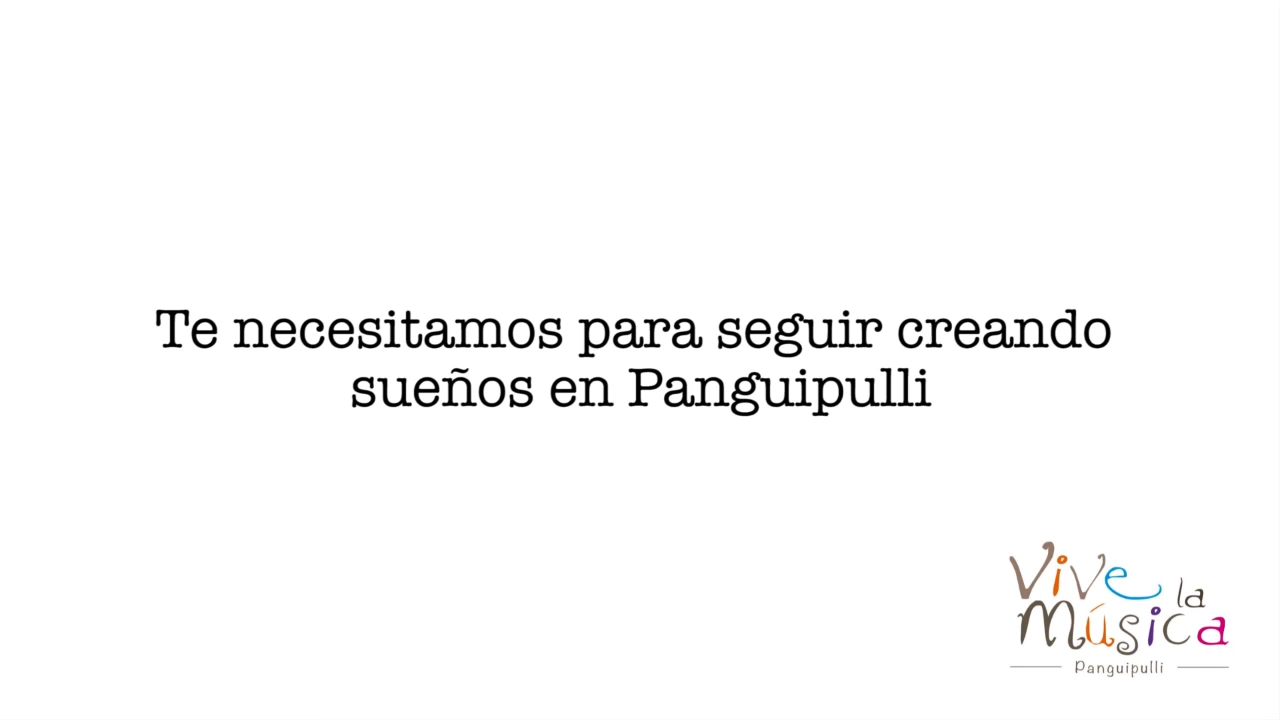 Te necesitamos para seguir creando
sueños en Panguipulli
Vive la
Música
Panguipulli